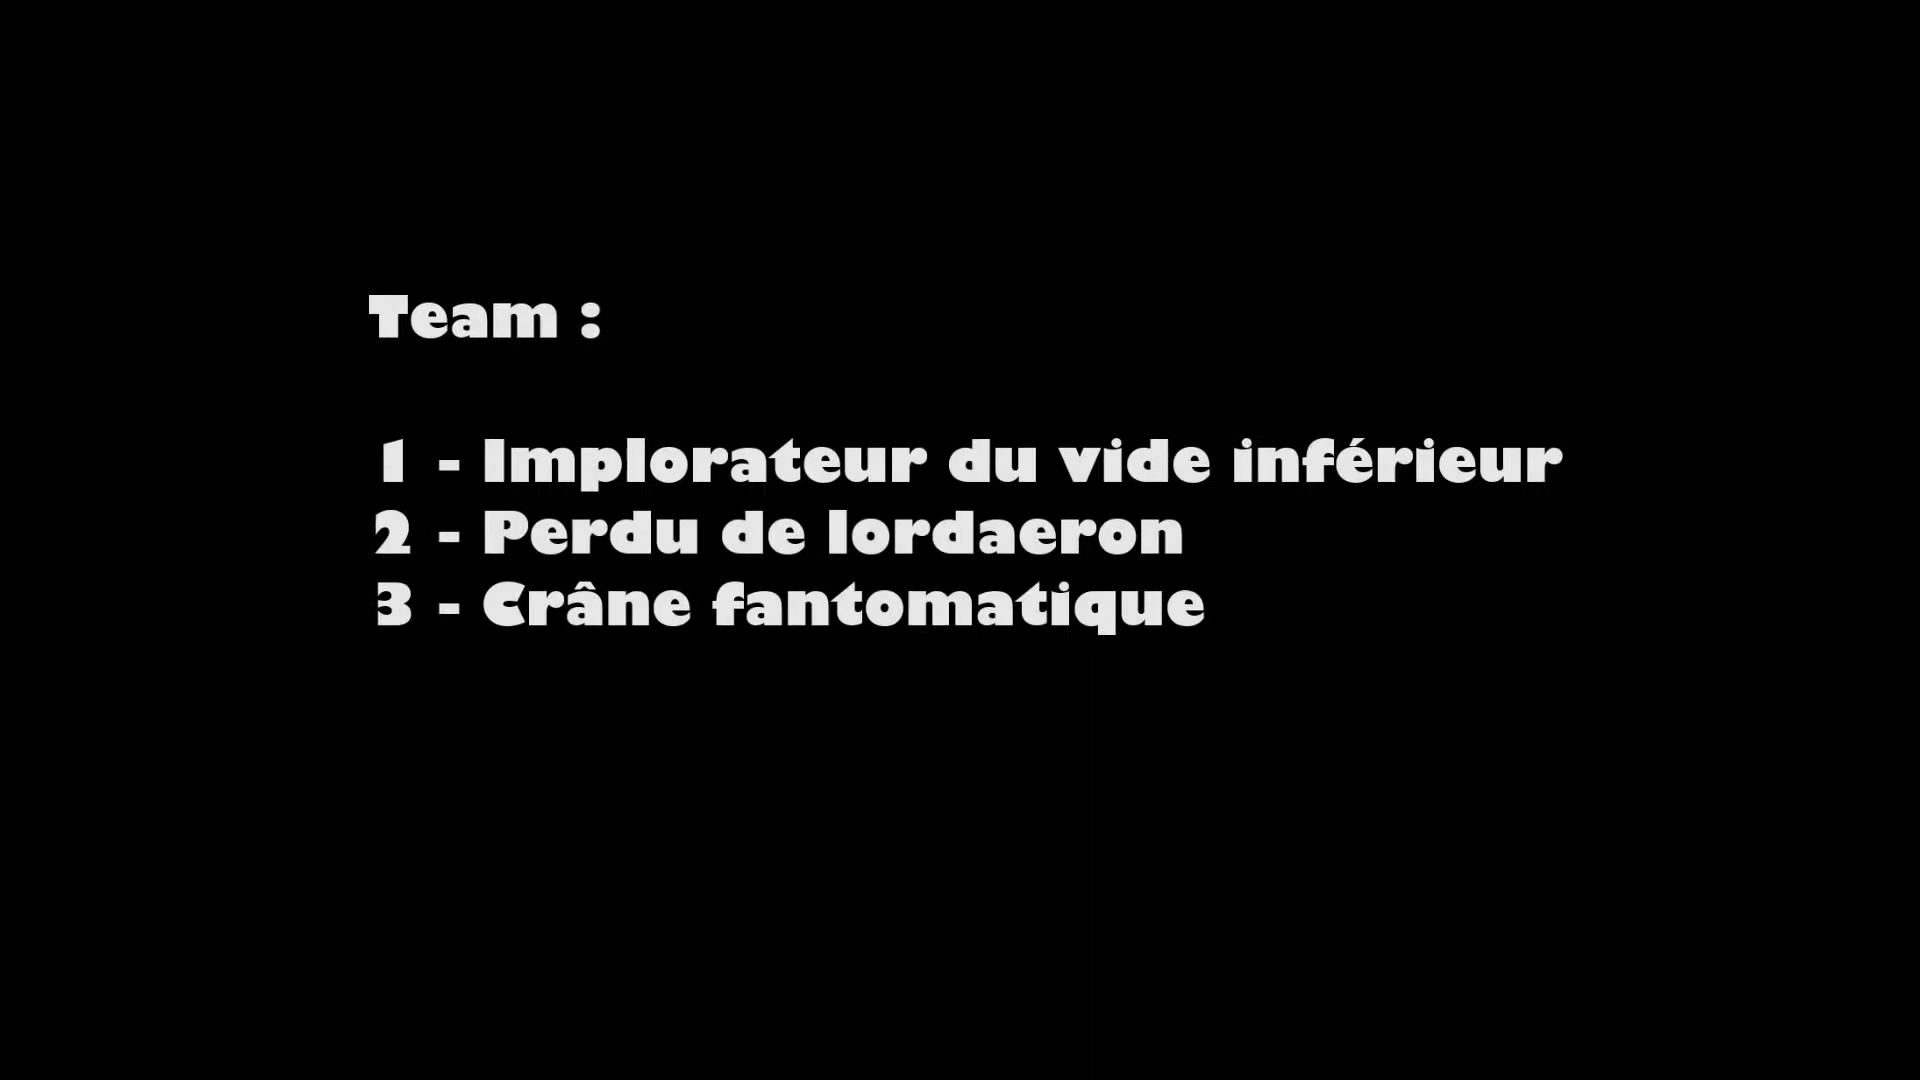 Team :
1 - Implorateur du vide inférieur
2 - Perdu de lordaeron
3 - Crâne fantomatique